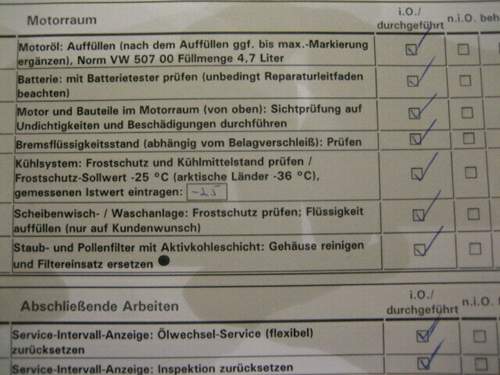 Motorraum
i.O./
durchgeführt
n.i.O.
Motoröl: Auffüllen (nach dem Auffüllen ggf. bis max.-Markierung
ergänzen), Norm VW 507 00 Füllmenge 4,7 Liter
Batterie: mit Batterietester prüfen (unbedingt Reparaturleitfaden
beachten)
Motor und Bauteile im Motorraum (von oben): Sichtprüfung auf
Undichtigkeiten und Beschädigungen durchführen
Bremsflüssigkeitsstand (abhängig vom Belagverschleiß): Prüfen
Kühlsystem: Frostschutz und Kühlmittelstand prüfen /
Frostschutz-Sollwert -25 °C (arktische Länder -36 °C),
gemessenen Istwert eintragen: -25
Scheibenwisch- / Waschanlage: Frostschutz prüfen; Flüssigkeit
auffüllen (nur auf Kundenwunsch)
Staub- und Pollenfilter mit Aktivkohleschicht: Gehäuse reinigen
und Filtereinsatz ersetzen
Abschließende Arbeiten
i.O./
durchgeführt
n.i.O.
Service-Intervall-Anzeige: Ölwechsel-Service (flexibel)
zurücksetzen
Service-Intervall-Anzeige: Inspektion zurücksetzen